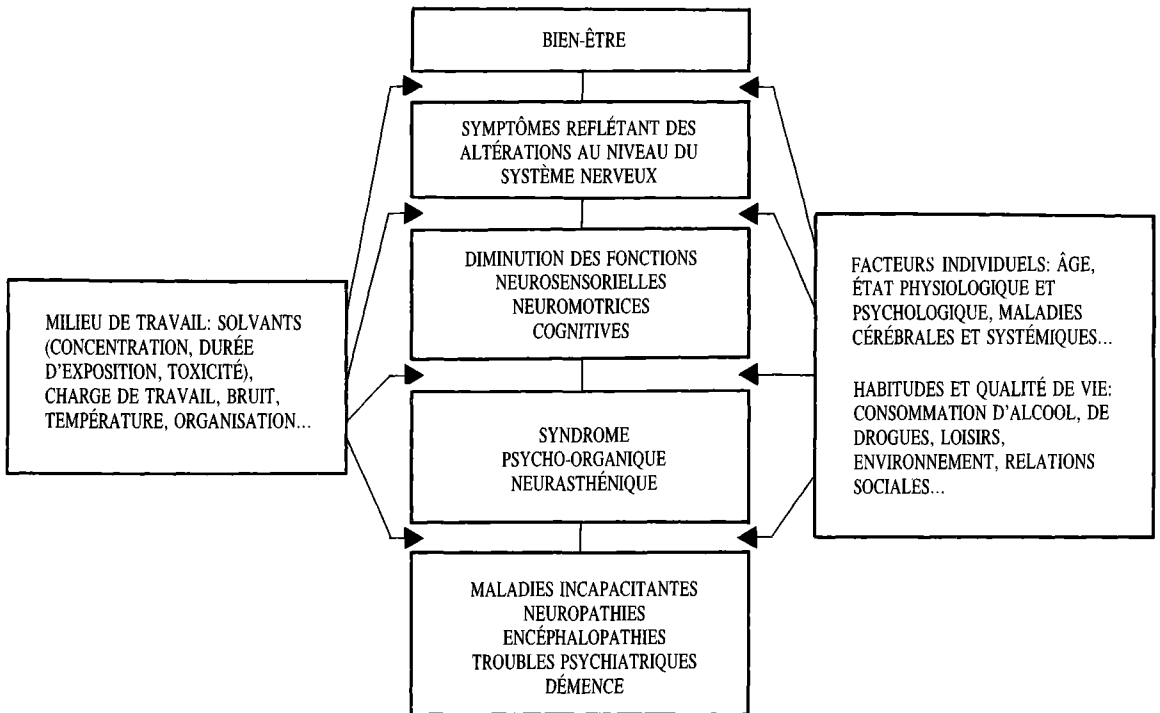 BIEN-ÊTRE
SYMPTÔMES REFLÉTANT DES
ALTÉRATIONS AU NIVEAU DU
SYSTÈME NERVEUX
DIMINUTION DES FONCTIONS
NEUROSENSORIELLES
NEUROMOTRICES
COGNITIVES
MILIEU DE TRAVAIL: SOLVANTS
(CONCENTRATION, DURÉE
D'EXPOSITION, TOXICITÉ),
CHARGE DE TRAVAIL, BRUIT,
TEMPÉRATURE, ORGANISATION...
FACTEURS INDIVIDUELS: ÂGE,
ÉTAT PHYSIOLOGIQUE ET
PSYCHOLOGIQUE, MALADIES
CÉRÉBRALES ET SYSTÉMIQUES...
HABITUDES ET QUALITÉ DE VIE:
CONSOMMATION D'ALCOOL, DE
DROGUES, LOISIRS,
ENVIRONNEMENT, RELATIONS
SOCIALES...
SYNDROME
PSYCHO-ORGANIQUE
NEURASTHÉNIQUE
MALADIES INCAPACITANTES
NEUROPATHIES
ENCÉPHALOPATHIES
TROUBLES PSYCHIATRIQUES
DÉMENCE